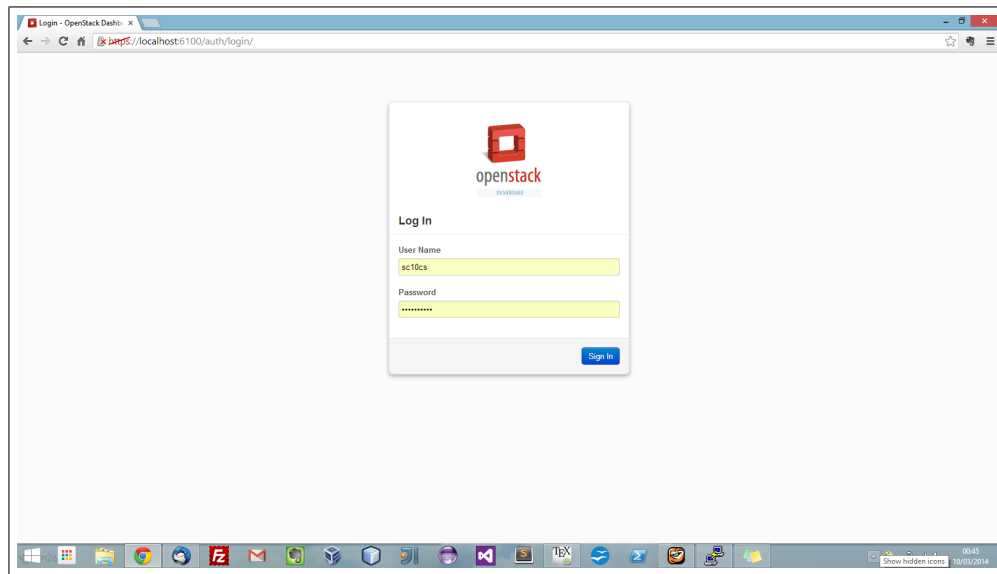 Login - OpenStack Dashb
https://localhost:6100/auth/login/
openstack
DASHBOARD
Log In
User Name
sc10cs
Password
••••••••••
Sign In
TEX
00:45
Show hidden icons
10/03/2014